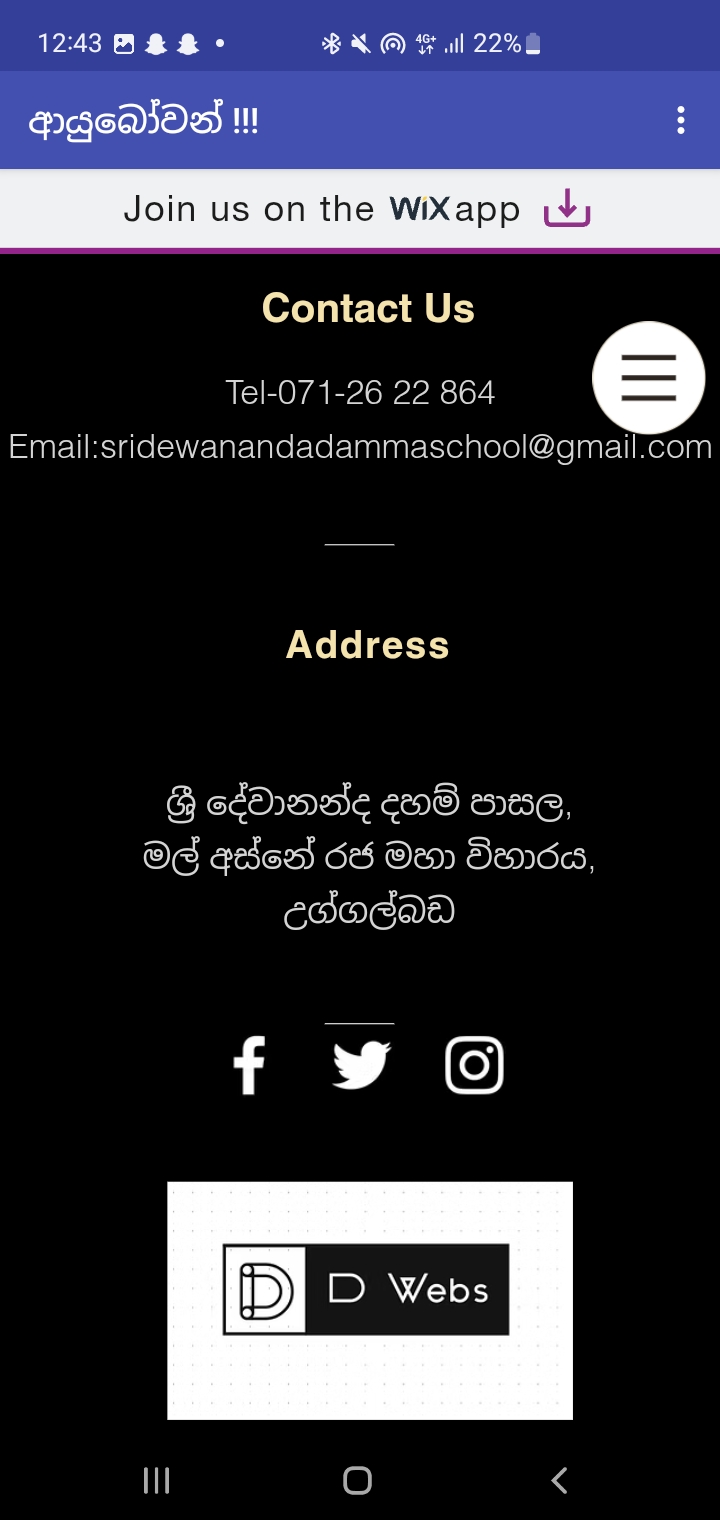 12:43
4G+
22%
ආයුබෝවන් !!!
Join us on the WiX app
Contact Us
Tel-071-26 22 864
Email:sridewanandadammaschool@gmail.com
Address
ශ්‍රී දේවානන්ද දහම් පාසල,
මල් අස්නේ රජ මහා විහාරය,
උග්ගල්බඩ
D Webs